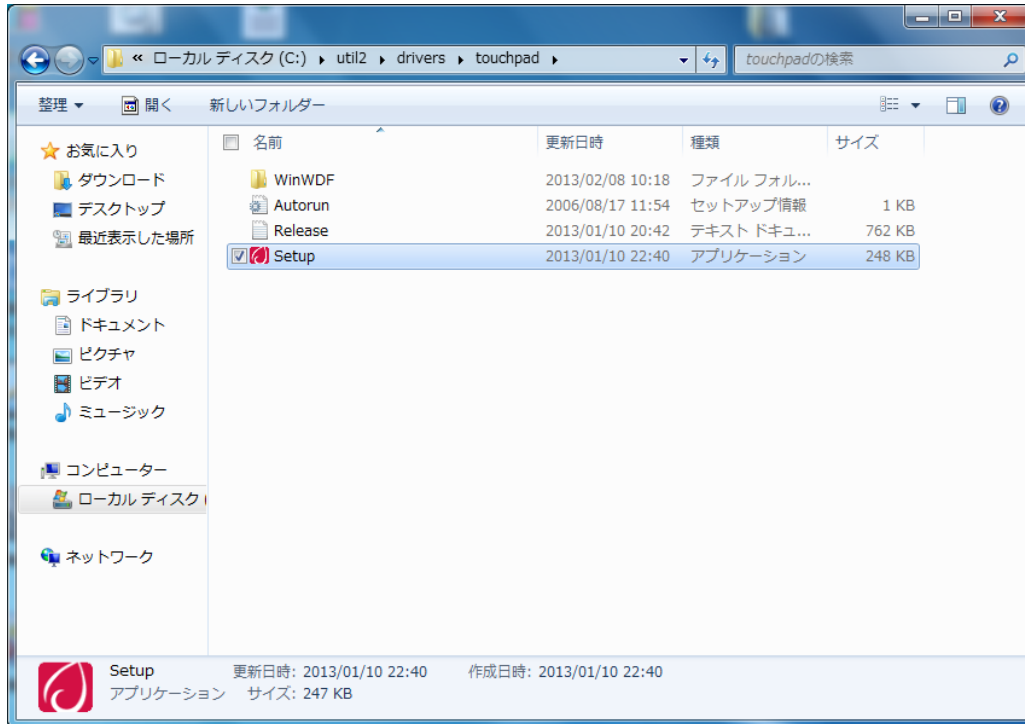 « ローカル ディスク (C:) ▸ util2 ▸ drivers ▸ touchpad ▸ touchpadの検索
整理 ▼ 開く 新しいフォルダー
名前 更新日時 種類 サイズ
お気に入り
ダウンロード
デスクトップ
最近表示した場所
ライブラリ
ドキュメント
ピクチャ
ビデオ
ミュージック
コンピューター
ローカル ディスク (
ネットワーク
WinWDF 2013/02/08 10:18 ファイル フォル...
Autorun 2006/08/17 11:54 セットアップ情報 1 KB
Release 2013/01/10 20:42 テキスト ドキュ... 762 KB
Setup 2013/01/10 22:40 アプリケーション 248 KB
Setup 更新日時: 2013/01/10 22:40 作成日時: 2013/01/10 22:40
アプリケーション サイズ: 247 KB